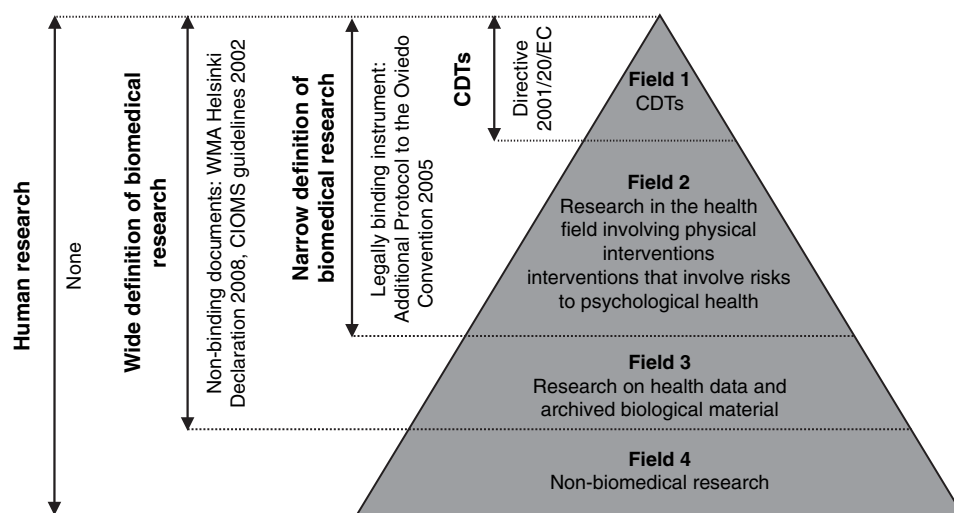 Human research
None
Wide definition of biomedical
research
Non-binding documents: WMA Helsinki
Declaration 2008, CIOMS guidelines 2002
Narrow definition of
biomedical research
Legally binding instrument:
Additional Protocol to the Oviedo
Convention 2005
CDTs
Directive
2001/20/EC
Field 1
CDTs
Field 2
Research in the health
field involving physical
interventions
interventions that involve risks
to psychological health
Field 3
Research on health data and
archived biological material
Field 4
Non-biomedical research